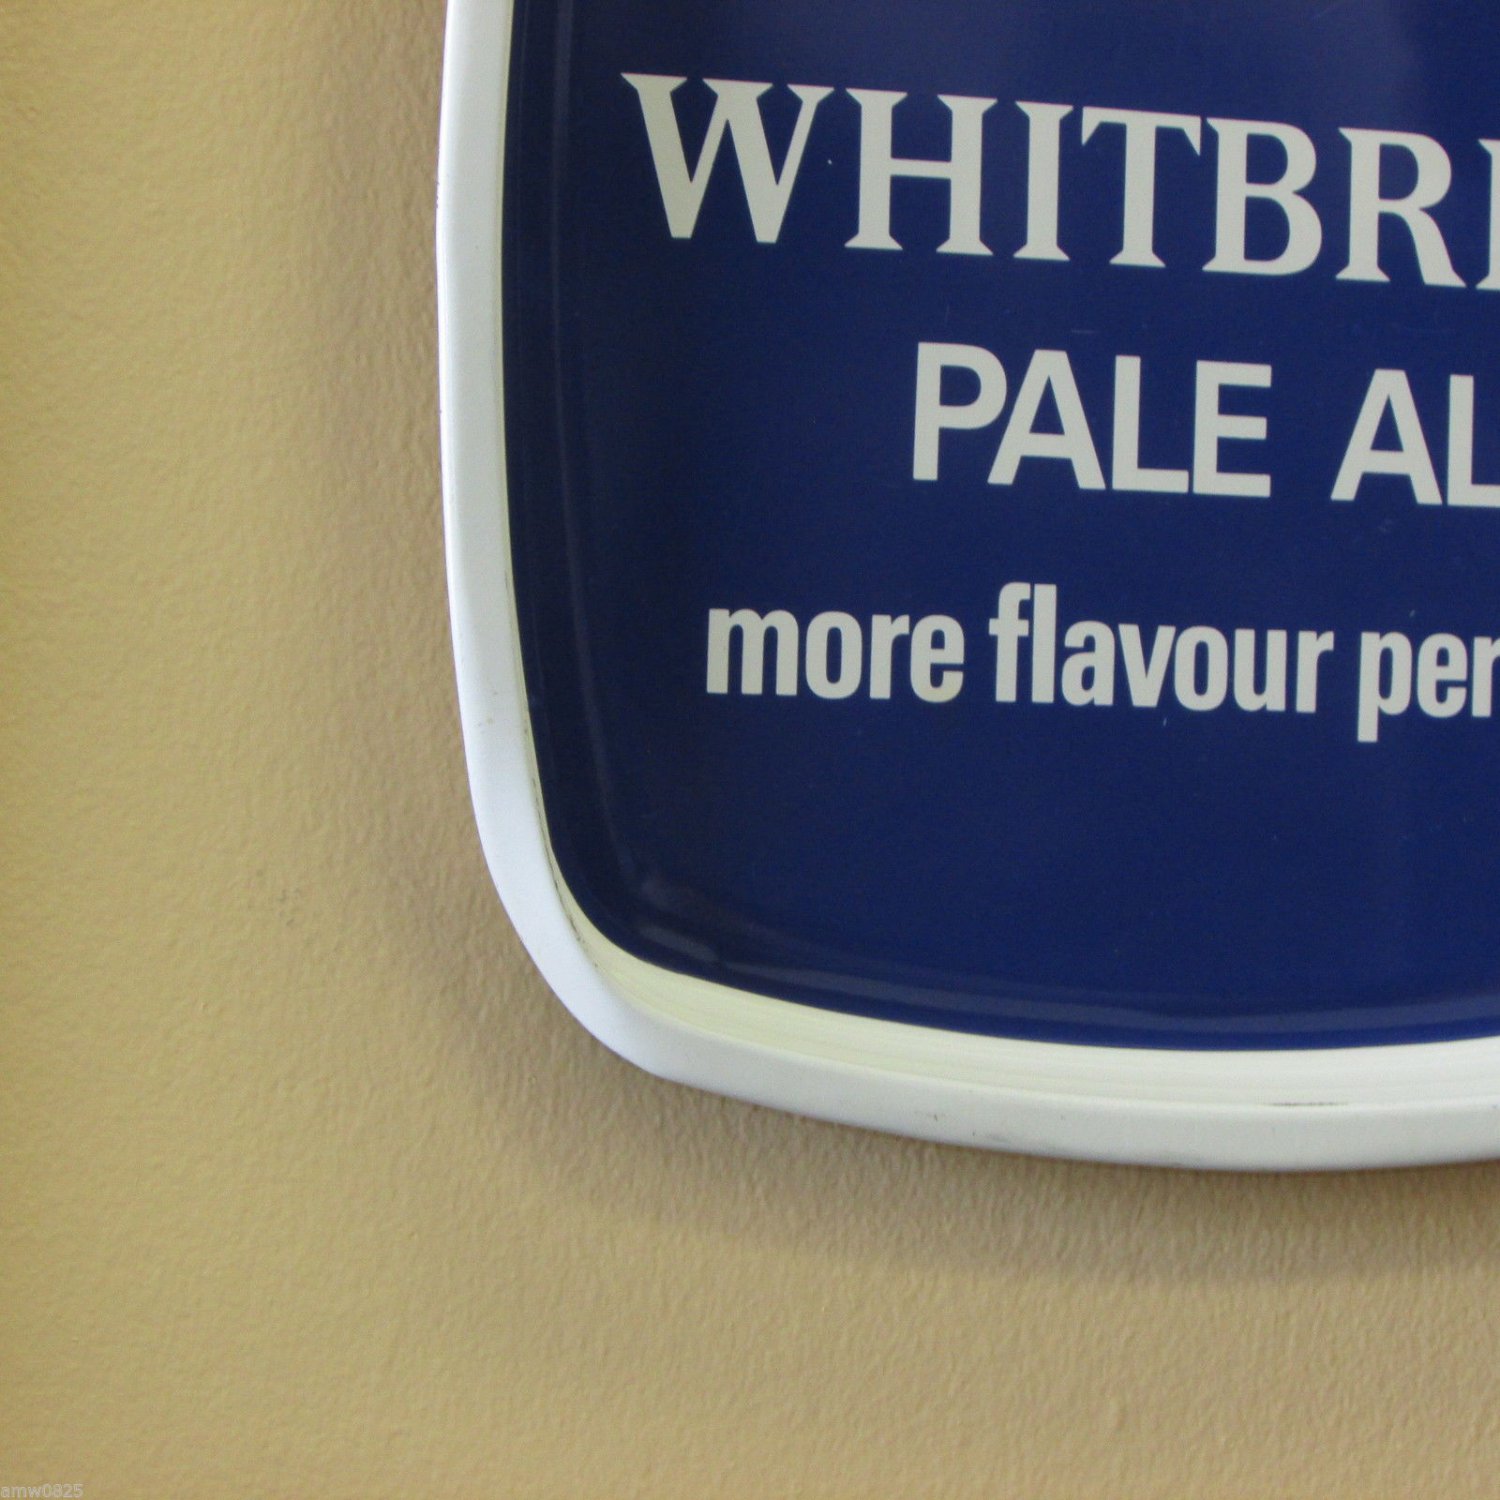 WHITBRE
PALE AL
more flavour per
amw0825